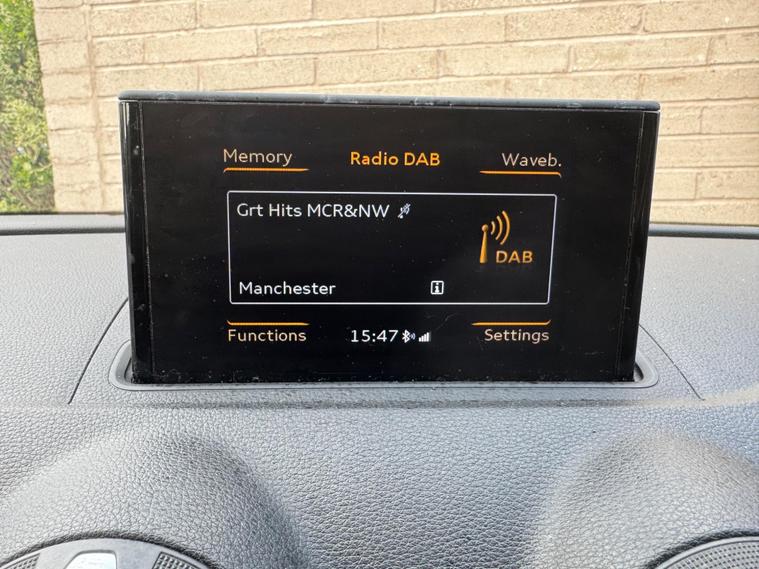 Memory Radio DAB Waveb.
Grt Hits MCR&NW
DAB
Manchester
Functions 15:47 Settings